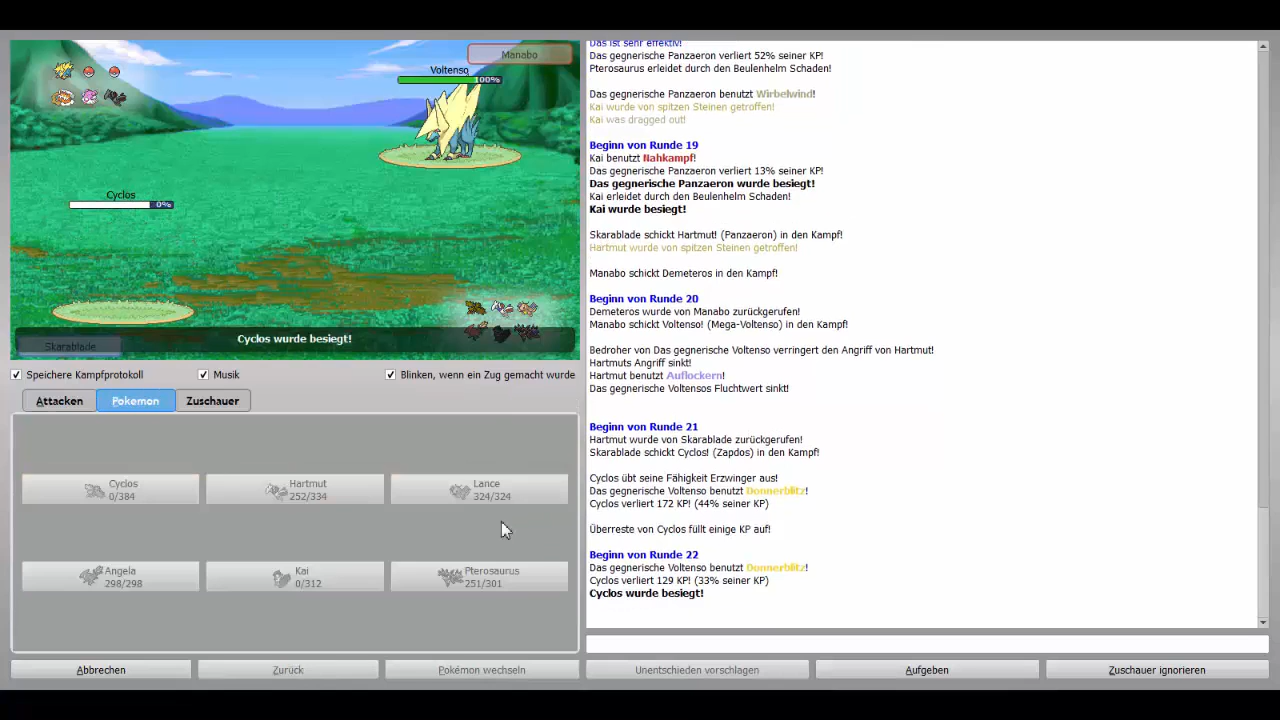 Manabo
Voltenso
100%
Cyclos
0%
Cyclos wurde besiegt!
Skarablade
Speichere Kampfprotokoll
Musik
Blinken, wenn ein Zug gemacht wurde
Attacken
Pokemon
Zuschauer
Cyclos
0/384
Hartmut
252/334
Lance
324/324
Angela
298/298
Kai
0/312
Pterosaurus
251/301
Abbrechen
Zurück
Pokémon wechseln
Das ist sehr effektiv!
Das gegnerische Panzaeron verliert 52% seiner KP!
Pterosaurus erleidet durch den Beulenhelm Schaden!
Das gegnerische Panzaeron benutzt Wirbelwind!
Kai wurde von spitzen Steinen getroffen!
Kai was dragged out!
Beginn von Runde 19
Kai benutzt Nahkampf!
Das gegnerische Panzaeron verliert 13% seiner KP!
Das gegnerische Panzaeron wurde besiegt!
Kai erleidet durch den Beulenhelm Schaden!
Kai wurde besiegt!
Skarablade schickt Hartmut! (Panzaeron) in den Kampf!
Hartmut wurde von spitzen Steinen getroffen!
Manabo schickt Demeteros in den Kampf!
Beginn von Runde 20
Demeteros wurde von Manabo zurückgerufen!
Manabo schickt Voltenso! (Mega-Voltenso) in den Kampf!
Bedroher von Das gegnerische Voltenso verringert den Angriff von Hartmut!
Hartmuts Angriff sinkt!
Hartmut benutzt Auflockern!
Das gegnerische Voltensos Fluchtwert sinkt!
Beginn von Runde 21
Hartmut wurde von Skarablade zurückgerufen!
Skarablade schickt Cyclos! (Zapdos) in den Kampf!
Cyclos übt seine Fähigkeit Erzwinger aus!
Das gegnerische Voltenso benutzt Donnerblitz!
Cyclos verliert 172 KP! (44% seiner KP)
Überreste von Cyclos füllt einige KP auf!
Beginn von Runde 22
Das gegnerische Voltenso benutzt Donnerblitz!
Cyclos verliert 129 KP! (33% seiner KP)
Cyclos wurde besiegt!
Unentschieden vorschlagen
Aufgeben
Zuschauer ignorieren